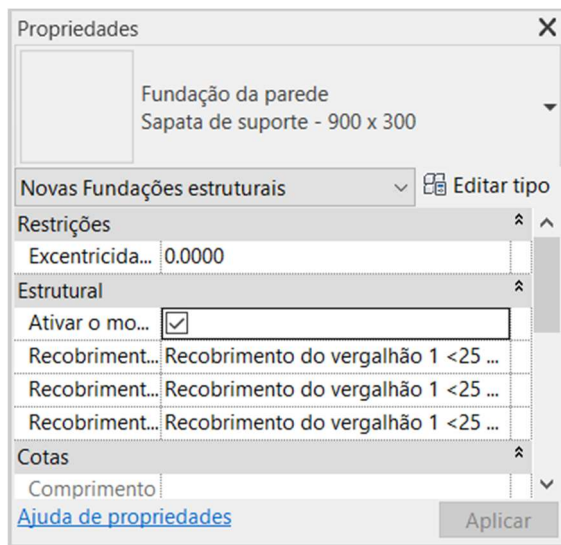 Propriedades
Fundação da parede
Sapata de suporte - 900 x 300
Novas Fundações estruturais Editar tipo
Restrições
Excentricida... 0.0000
Estrutural
Ativar o mo...
Recobriment... Recobrimento do vergalhão 1 <25 ...
Recobriment... Recobrimento do vergalhão 1 <25 ...
Recobriment... Recobrimento do vergalhão 1 <25 ...
Cotas
Comprimento
Ajuda de propriedades Aplicar